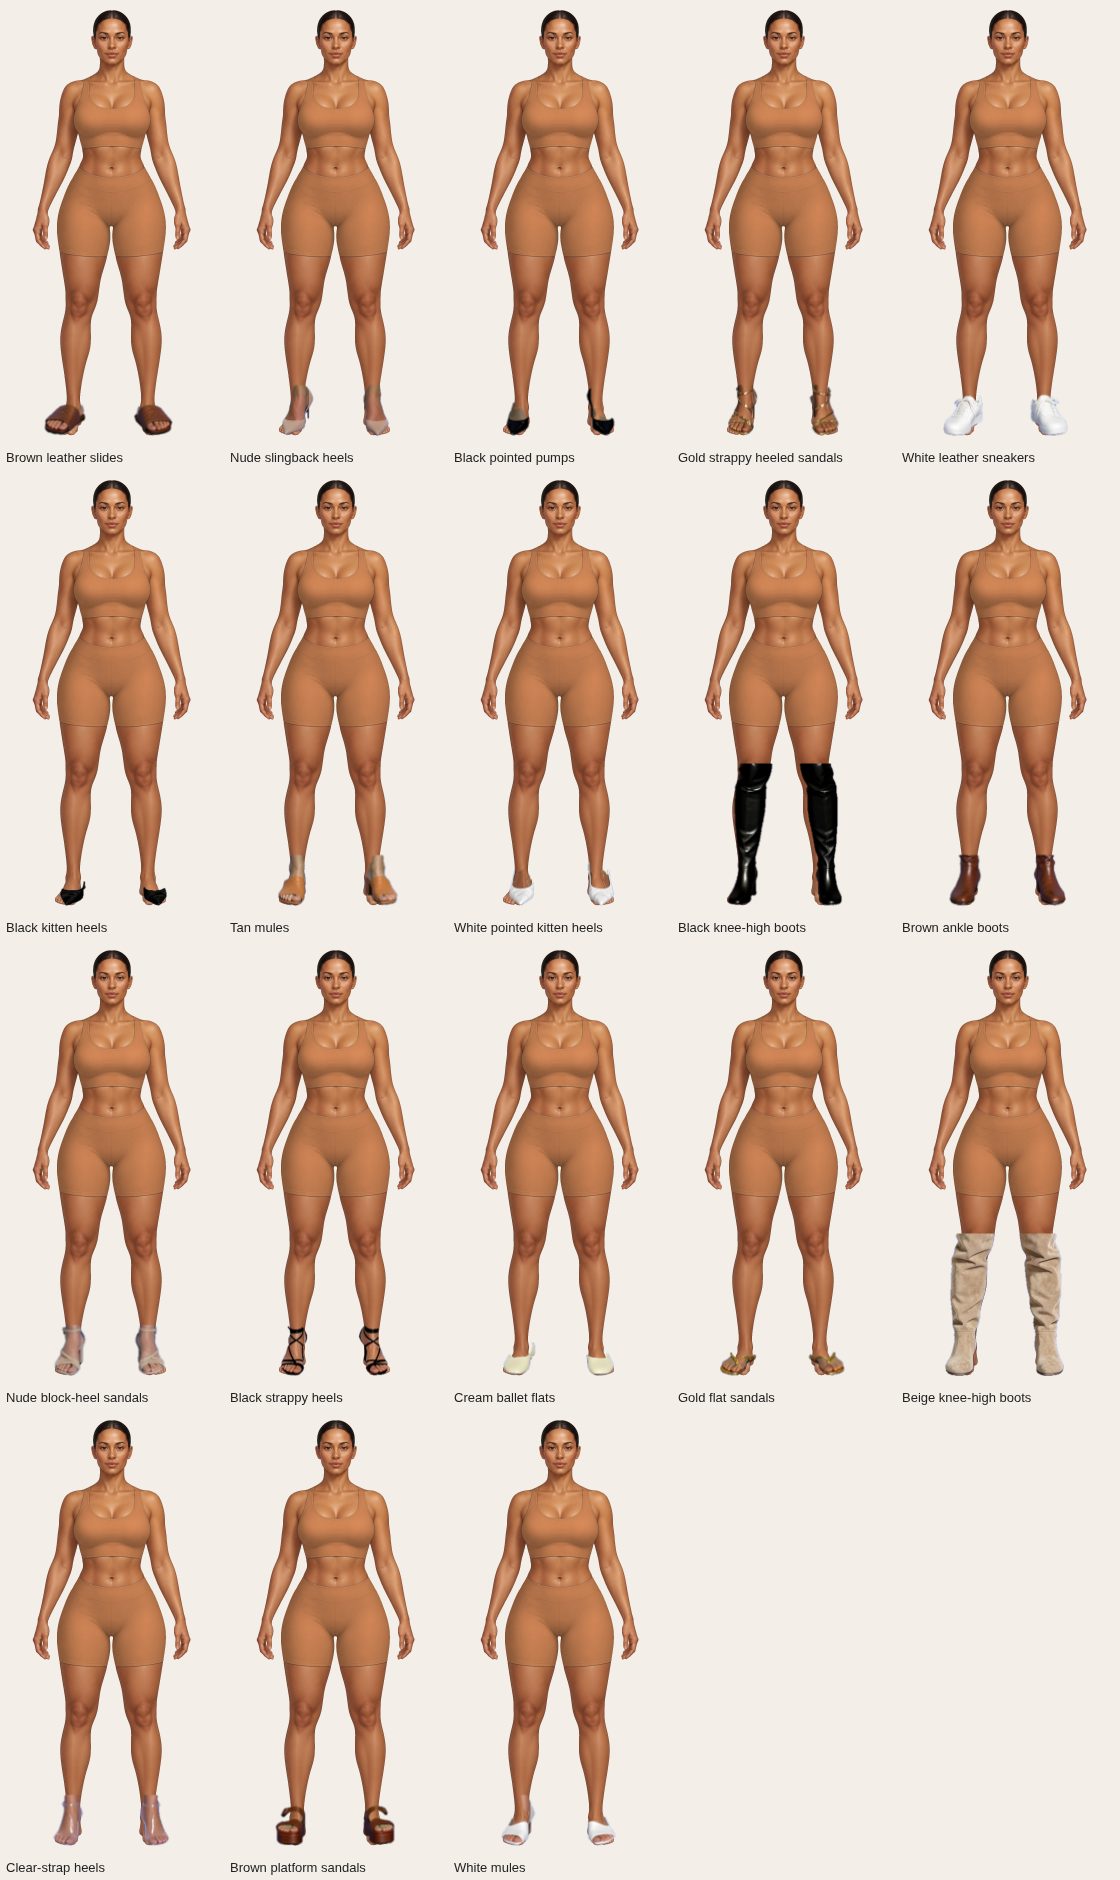 Brown leather slides
Nude slingback heels
Black pointed pumps
Gold strappy heeled sandals
White leather sneakers
Black kitten heels
Tan mules
White pointed kitten heels
Black knee-high boots
Brown ankle boots
Nude block-heel sandals
Black strappy heels
Cream ballet flats
Gold flat sandals
Beige knee-high boots
Clear-strap heels
Brown platform sandals
White mules